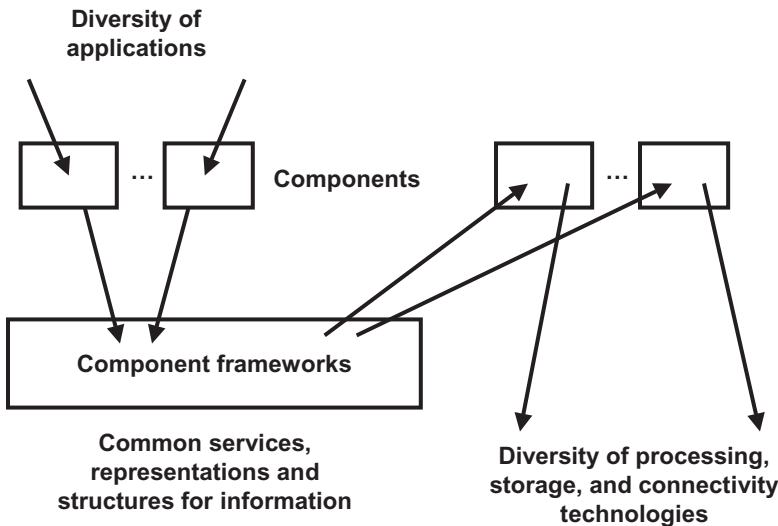 Diversity of
applications
...
Components
...
Component frameworks
Common services,
representations and
structures for information
Diversity of processing,
storage, and connectivity
technologies